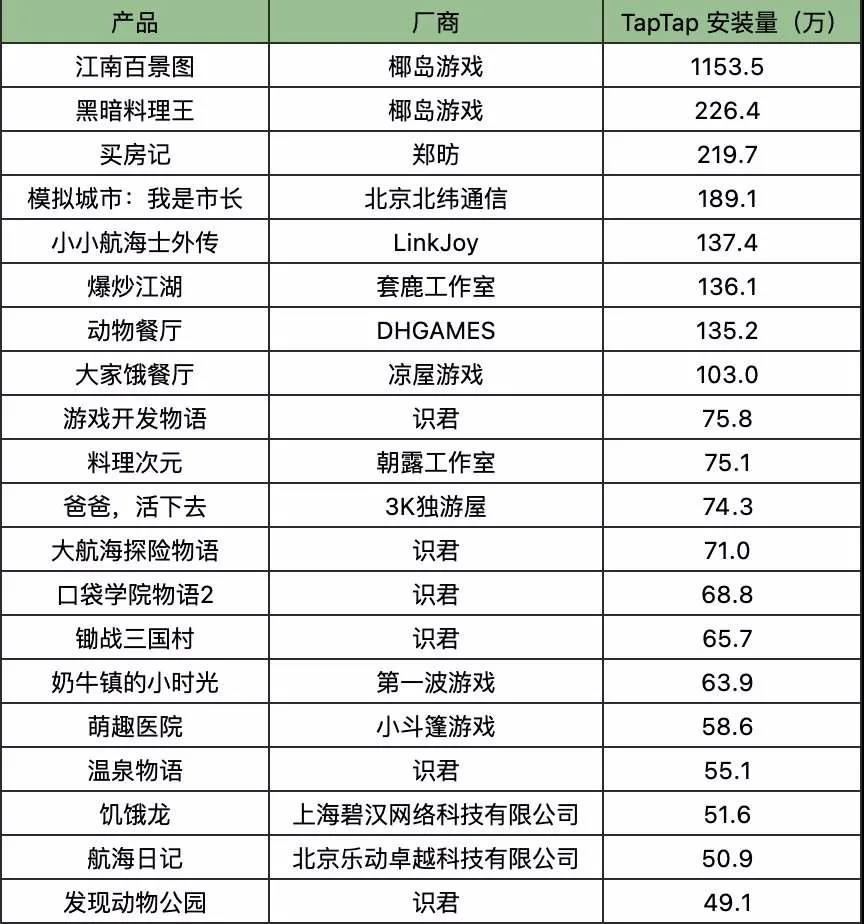 产品 厂商 TapTap 安装量（万）
江南百景图 椰岛游戏 1153.5
黑暗料理王 椰岛游戏 226.4
买房记 郑昉 219.7
模拟城市：我是市长 北京北纬通信 189.1
小小航海士外传 LinkJoy 137.4
爆炒江湖 套鹿工作室 136.1
动物餐厅 DHGAMES 135.2
大家饿餐厅 凉屋游戏 103.0
游戏开发物语 识君 75.8
料理次元 朝露工作室 75.1
爸爸，活下去 3K独游屋 74.3
大航海探险物语 识君 71.0
口袋学院物语2 识君 68.8
锄战三国村 识君 65.7
奶牛镇的小时光 第一波游戏 63.9
萌趣医院 小斗篷游戏 58.6
温泉物语 识君 55.1
饥饿龙 上海碧汉网络科技有限公司 51.6
航海日记 北京乐动卓越科技有限公司 50.9
发现动物公园 识君 49.1